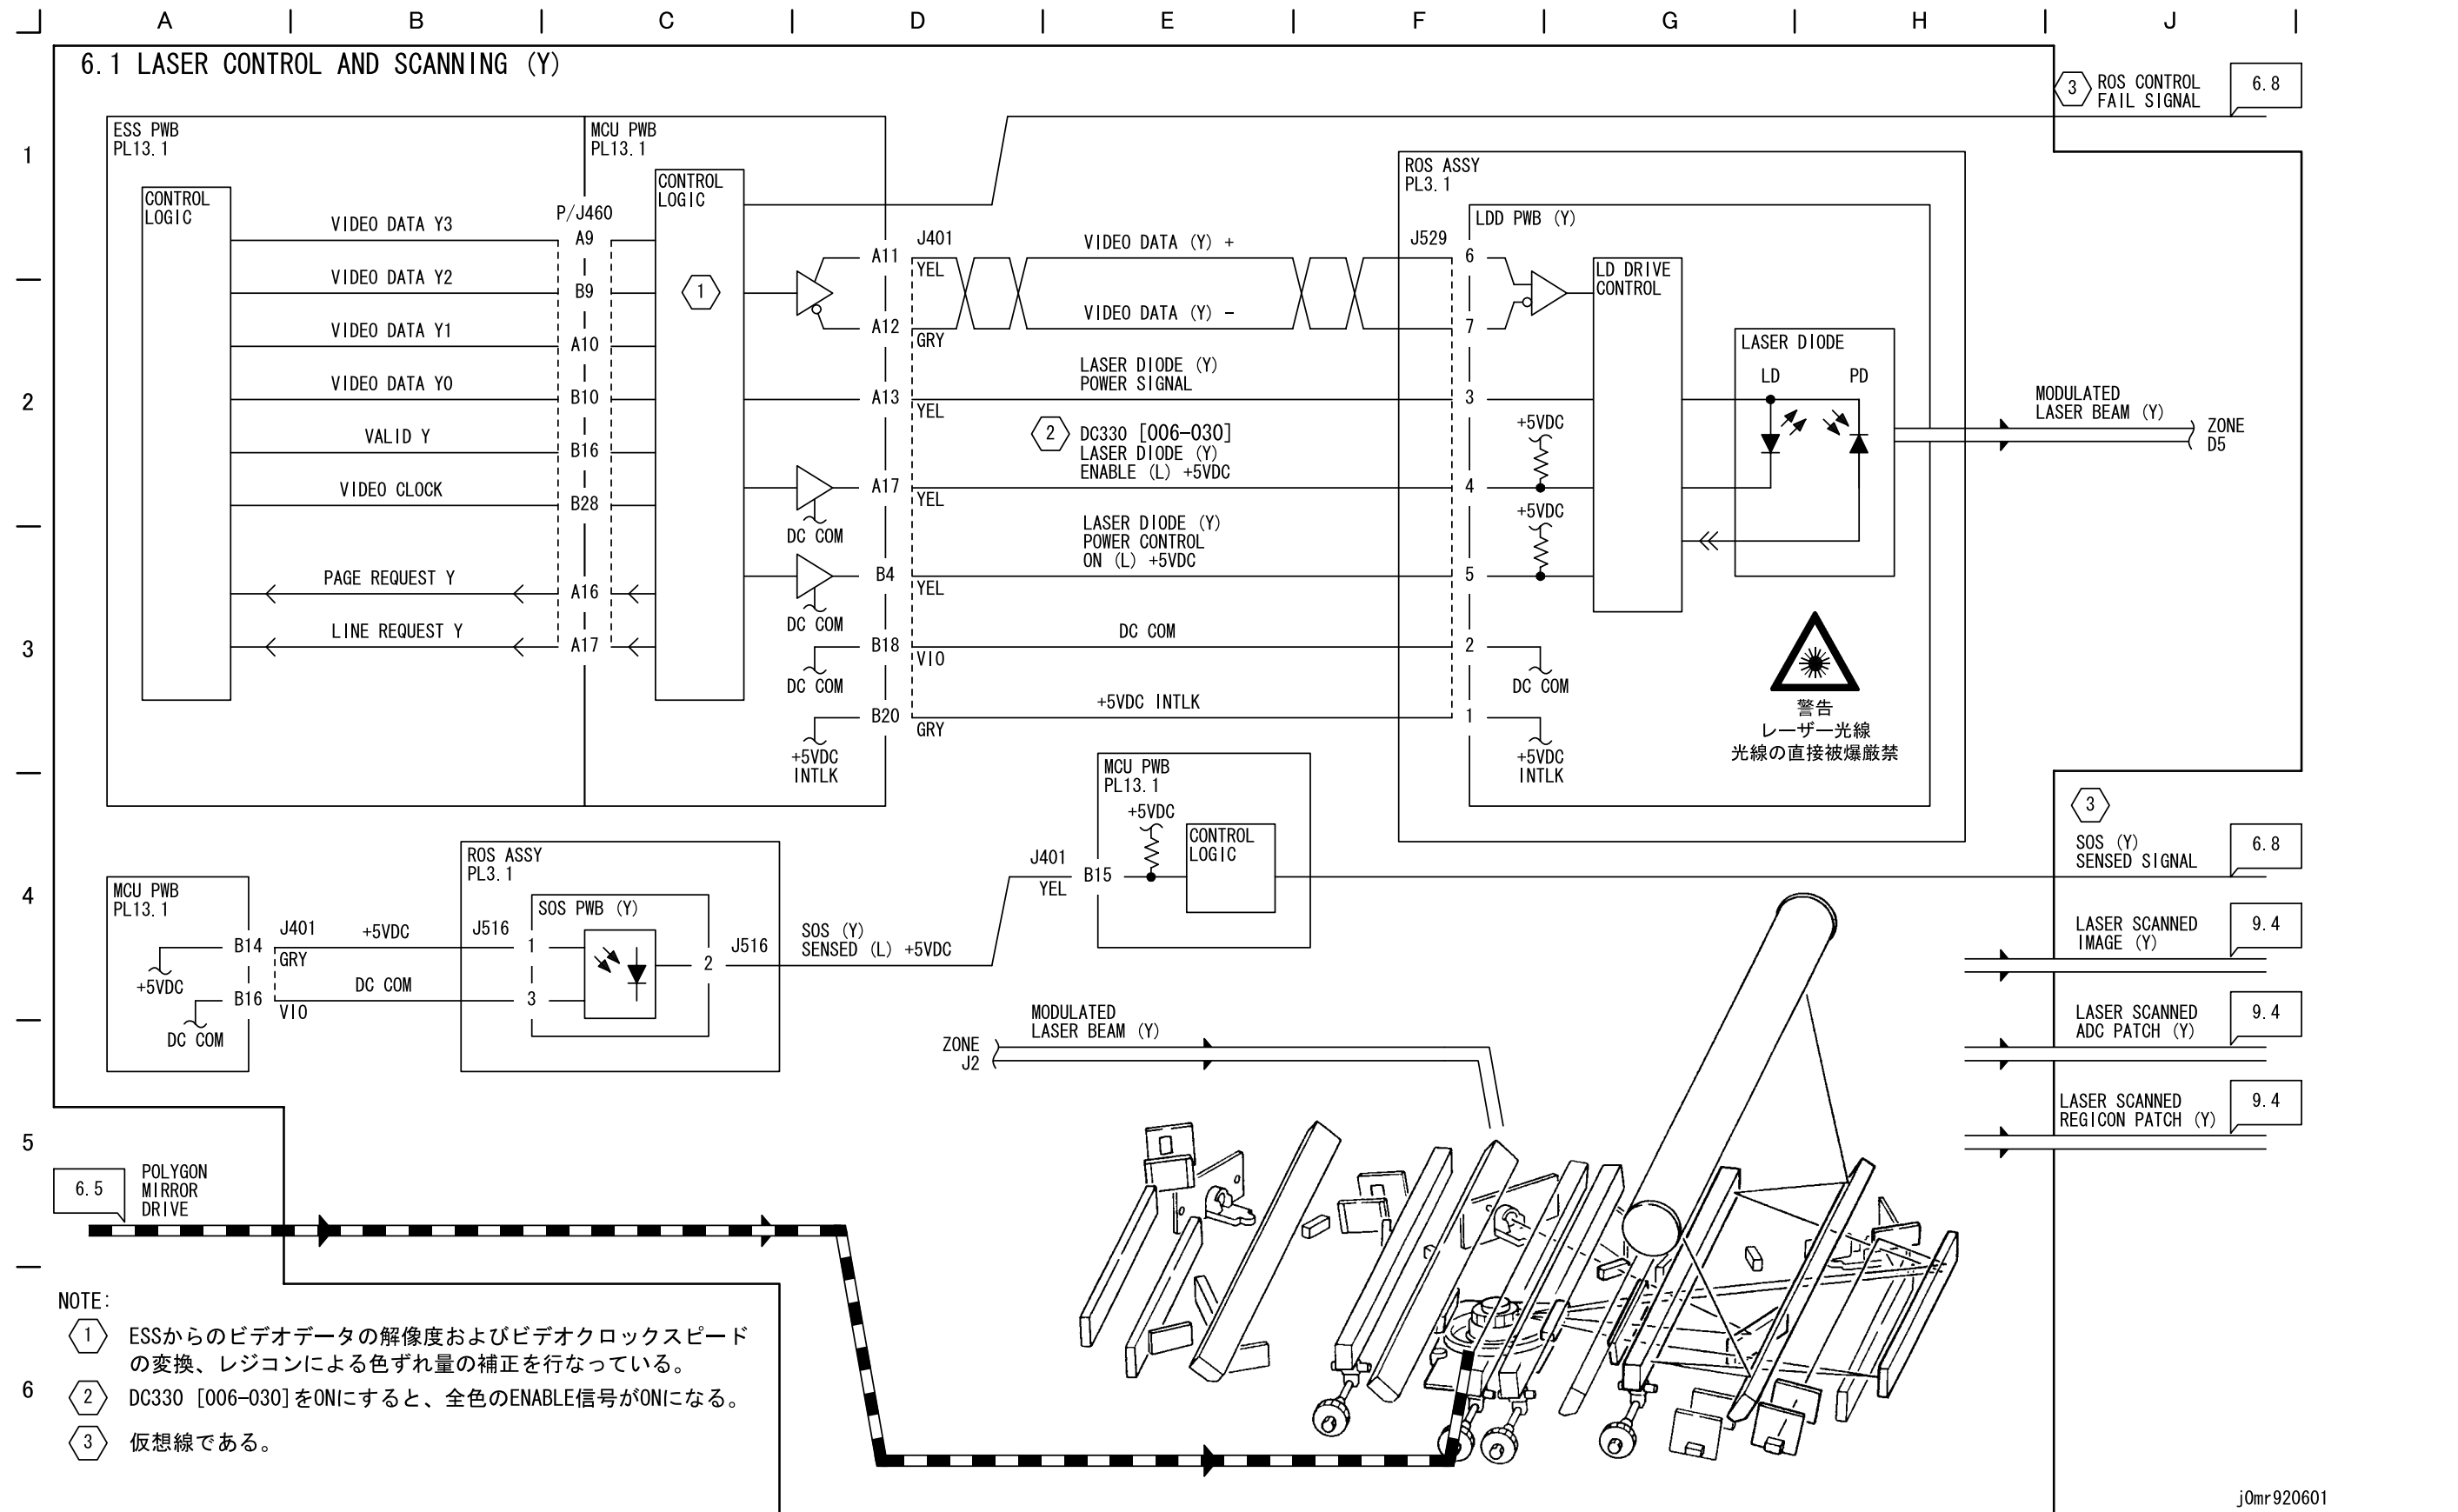 A B C D E F G H J
6.1 LASER CONTROL AND SCANNING (Y)
3
ROS CONTROL
FAIL SIGNAL
6.8
1
2
3
4
5
6
ESS PWB
PL13.1
MCU PWB
PL13.1
CONTROL
LOGIC
CONTROL
LOGIC
P/J460
VIDEO DATA Y3
A9
VIDEO DATA Y2
B9
VIDEO DATA Y1
A10
VIDEO DATA Y0
B10
VALID Y
B16
VIDEO CLOCK
B28
PAGE REQUEST Y
A16
LINE REQUEST Y
A17
1
DC COM
DC COM
DC COM
+5VDC
INTLK
J401
A11
YEL
A12
GRY
A13
YEL
A17
YEL
B4
YEL
B18
VIO
B20
GRY
VIDEO DATA (Y) +
VIDEO DATA (Y) −
LASER DIODE (Y)
POWER SIGNAL
2
DC330 [006-030]
LASER DIODE (Y)
ENABLE (L) +5VDC
LASER DIODE (Y)
POWER CONTROL
ON (L) +5VDC
DC COM
+5VDC INTLK
ROS ASSY
PL3.1
LDD PWB (Y)
J529
6
7
3
4
5
2
1
+5VDC
+5VDC
DC COM
+5VDC
INTLK
LD DRIVE
CONTROL
LASER DIODE
LD PD
MODULATED
LASER BEAM (Y)
ZONE
D5
警告
レーザー光線
光線の直接被爆厳禁
MCU PWB
PL13.1
B14
+5VDC
B16
DC COM
J401
GRY
VIO
+5VDC
DC COM
ROS ASSY
PL3.1
J516
SOS PWB (Y)
1
3
2
J516
SOS (Y)
SENSED (L) +5VDC
J401
YEL
B15
MCU PWB
PL13.1
+5VDC
CONTROL
LOGIC
3
SOS (Y)
SENSED SIGNAL
6.8
LASER SCANNED
IMAGE (Y)
9.4
LASER SCANNED
ADC PATCH (Y)
9.4
LASER SCANNED
REGICON PATCH (Y)
9.4
MODULATED
LASER BEAM (Y)
ZONE
J2
6.5
POLYGON
MIRROR
DRIVE
NOTE:
1 ESSからのビデオデータの解像度およびビデオクロックスピード
の変換、レジコンによる色ずれ量の補正を行なっている。
2 DC330 [006-030]をONにすると、全色のENABLE信号がONになる。
3 仮想線である。
j0mr920601